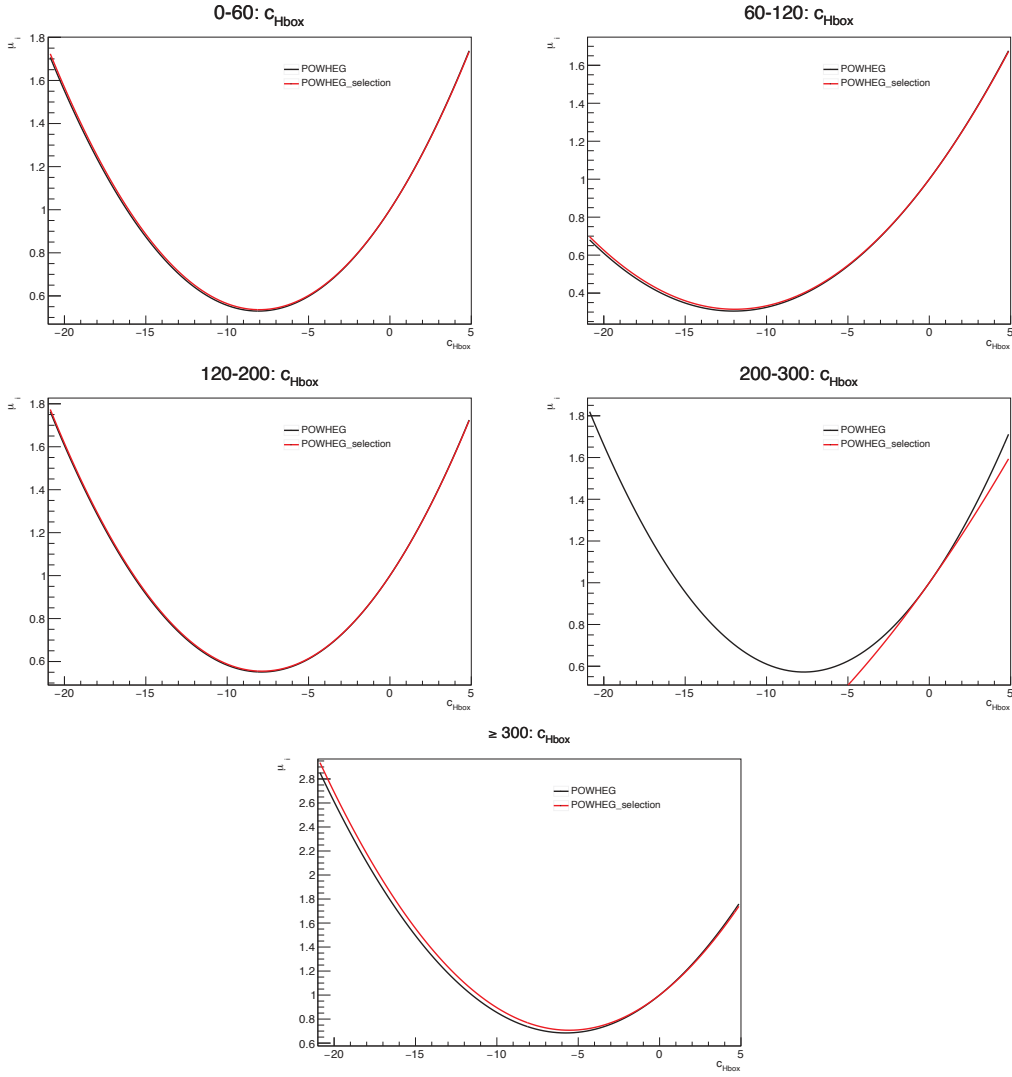 0-60: cHbox
μ i
1.8
1.6
1.4
1.2
1
0.8
0.6
POWHEG
POWHEG_selection
−20 −15 −10 −5 0 5
cHbox
60-120: cHbox
μ i
1.6
1.4
1.2
1
0.8
0.6
0.4
POWHEG
POWHEG_selection
−20 −15 −10 −5 0 5
cHbox
120-200: cHbox
μ i
1.8
1.6
1.4
1.2
1
0.8
0.6
POWHEG
POWHEG_selection
−20 −15 −10 −5 0 5
cHbox
200-300: cHbox
μ i
1.8
1.6
1.4
1.2
1
0.8
0.6
POWHEG
POWHEG_selection
−20 −15 −10 −5 0 5
cHbox
≥ 300: cHbox
μ i
2.8
2.6
2.4
2.2
2
1.8
1.6
1.4
1.2
1
0.8
0.6
POWHEG
POWHEG_selection
−20 −15 −10 −5 0 5
cHbox